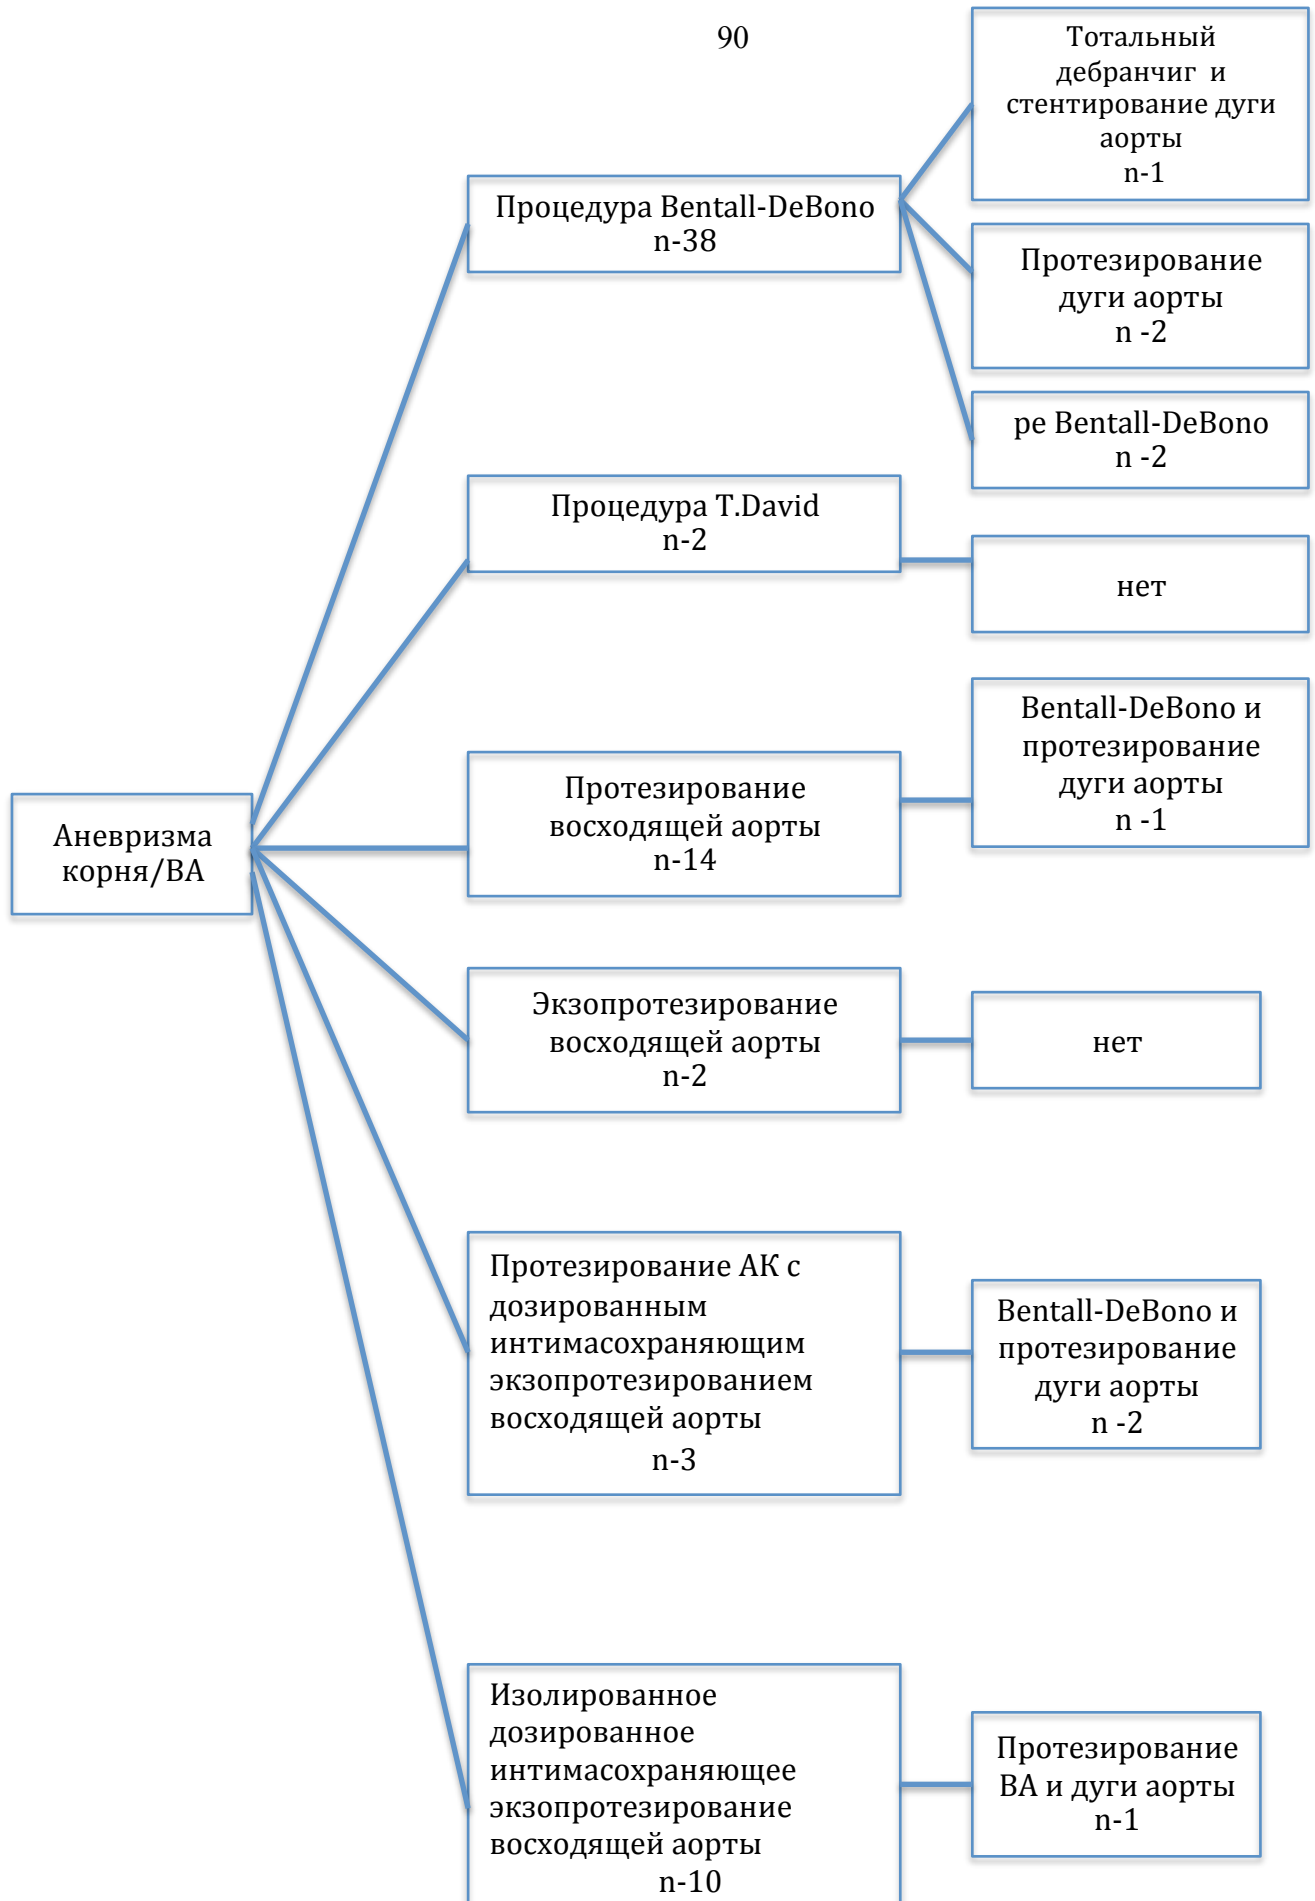 90
Аневризма
корня/ВА
Процедура Bentall-DeBono
n-38
Тотальный
дебранчиг и
стентирование дуги
аорты
n-1
Протезирование
дуги аорты
n -2
ре Bentall-DeBono
n -2
Процедура T.David
n-2
нет
Протезирование
восходящей аорты
n-14
Bentall-DeBono и
протезирование
дуги аорты
n -1
Экзопротезирование
восходящей аорты
n-2
нет
Протезирование АК с
дозированным
интимасохраняющим
экзопротезированием
восходящей аорты
n-3
Bentall-DeBono и
протезирование
дуги аорты
n -2
Изолированное
дозированное
интимасохраняющее
экзопротезирование
восходящей аорты
n-10
Протезирование
ВА и дуги аорты
n-1